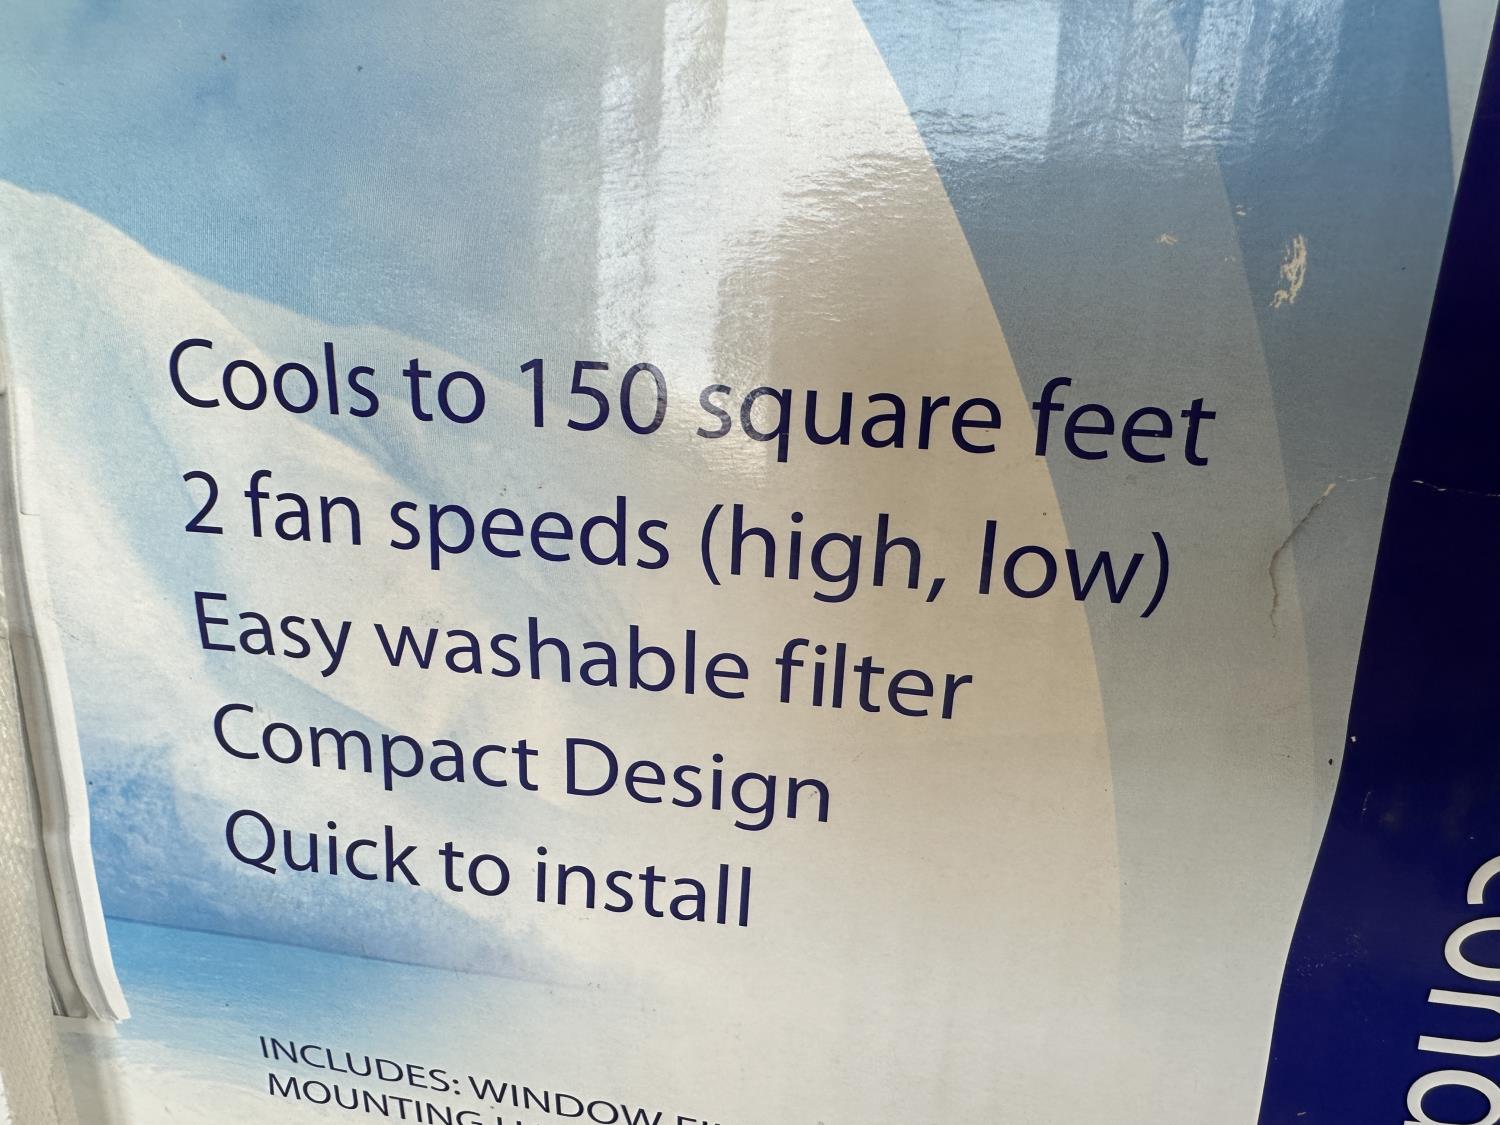 Cools to 150 square feet
2 fan speeds (high, low)
Easy washable filter
Compact Design
Quick to install
INCLUDES: WINDOW
MOUNTING